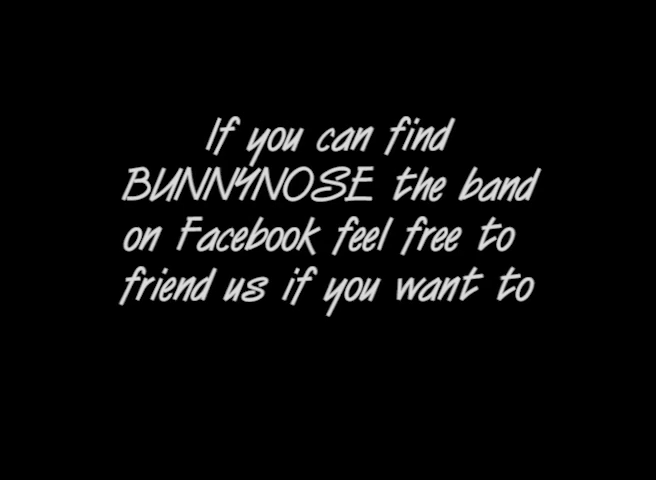 If you can find
BUNNYNOSE the band
on Facebook feel free to
friend us if you want to